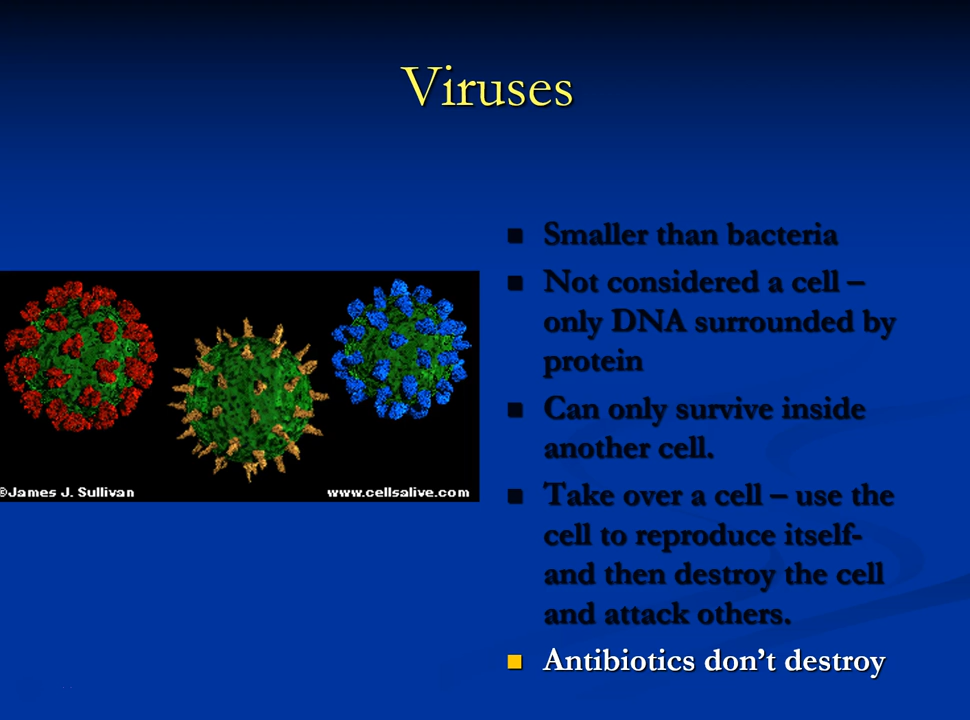 Viruses
Smaller than bacteria
Not considered a cell –
only DNA surrounded by
protein
Can only survive inside
another cell.
Take over a cell – use the
cell to reproduce itself-
and then destroy the cell
and attack others.
Antibiotics don’t destroy
©James J. Sullivan
www.cellsalive.com